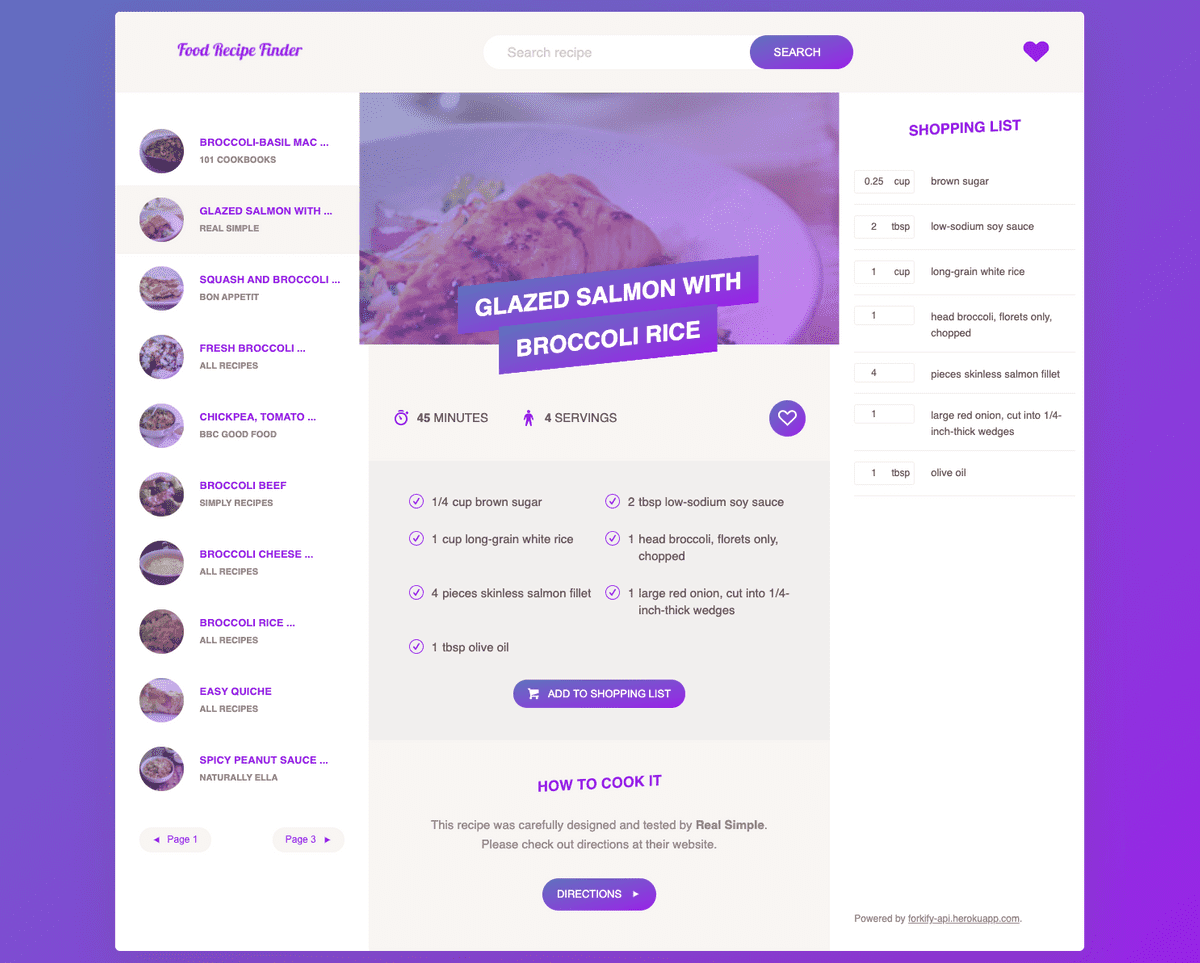 Food Recipe Finder
Search recipe
SEARCH
BROCCOLI-BASIL MAC ...
101 COOKBOOKS
GLAZED SALMON WITH ...
REAL SIMPLE
SQUASH AND BROCCOLI ...
BON APPETIT
FRESH BROCCOLI ...
ALL RECIPES
CHICKPEA, TOMATO ...
BBC GOOD FOOD
BROCCOLI BEEF
SIMPLY RECIPES
BROCCOLI CHEESE ...
ALL RECIPES
BROCCOLI RICE ...
ALL RECIPES
EASY QUICHE
ALL RECIPES
SPICY PEANUT SAUCE ...
NATURALLY ELLA
◄ Page 1
Page 3 ►
GLAZED SALMON WITH
BROCCOLI RICE
45 MINUTES
4 SERVINGS
1/4 cup brown sugar
2 tbsp low-sodium soy sauce
1 cup long-grain white rice
1 head broccoli, florets only,
chopped
4 pieces skinless salmon fillet
1 large red onion, cut into 1/4-
inch-thick wedges
1 tbsp olive oil
ADD TO SHOPPING LIST
HOW TO COOK IT
This recipe was carefully designed and tested by Real Simple.
Please check out directions at their website.
DIRECTIONS ►
SHOPPING LIST
0.25 cup brown sugar
2 tbsp low-sodium soy sauce
1 cup long-grain white rice
1 head broccoli, florets only,
chopped
4 pieces skinless salmon fillet
1 large red onion, cut into 1/4-
inch-thick wedges
1 tbsp olive oil
Powered by forkify-api.herokuapp.com.